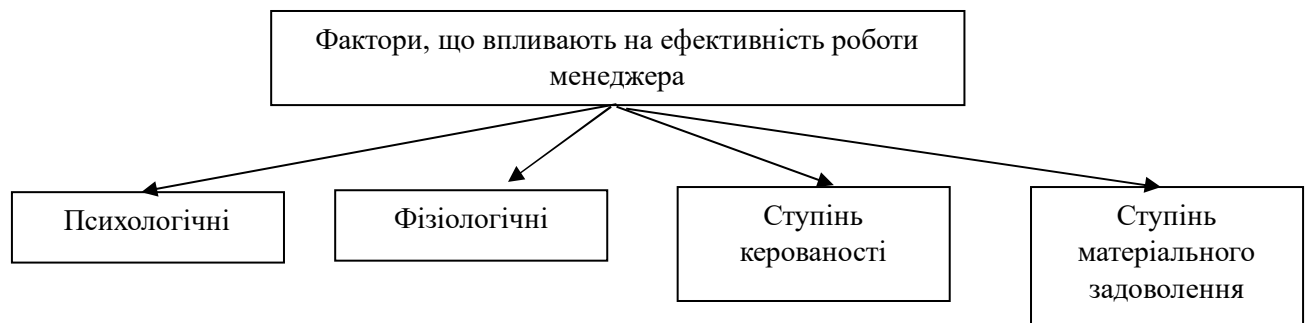 Фактори, що впливають на ефективність роботи
менеджера
Психологічні
Фізіологічні
Ступінь
керованості
Ступінь
матеріального
задоволення